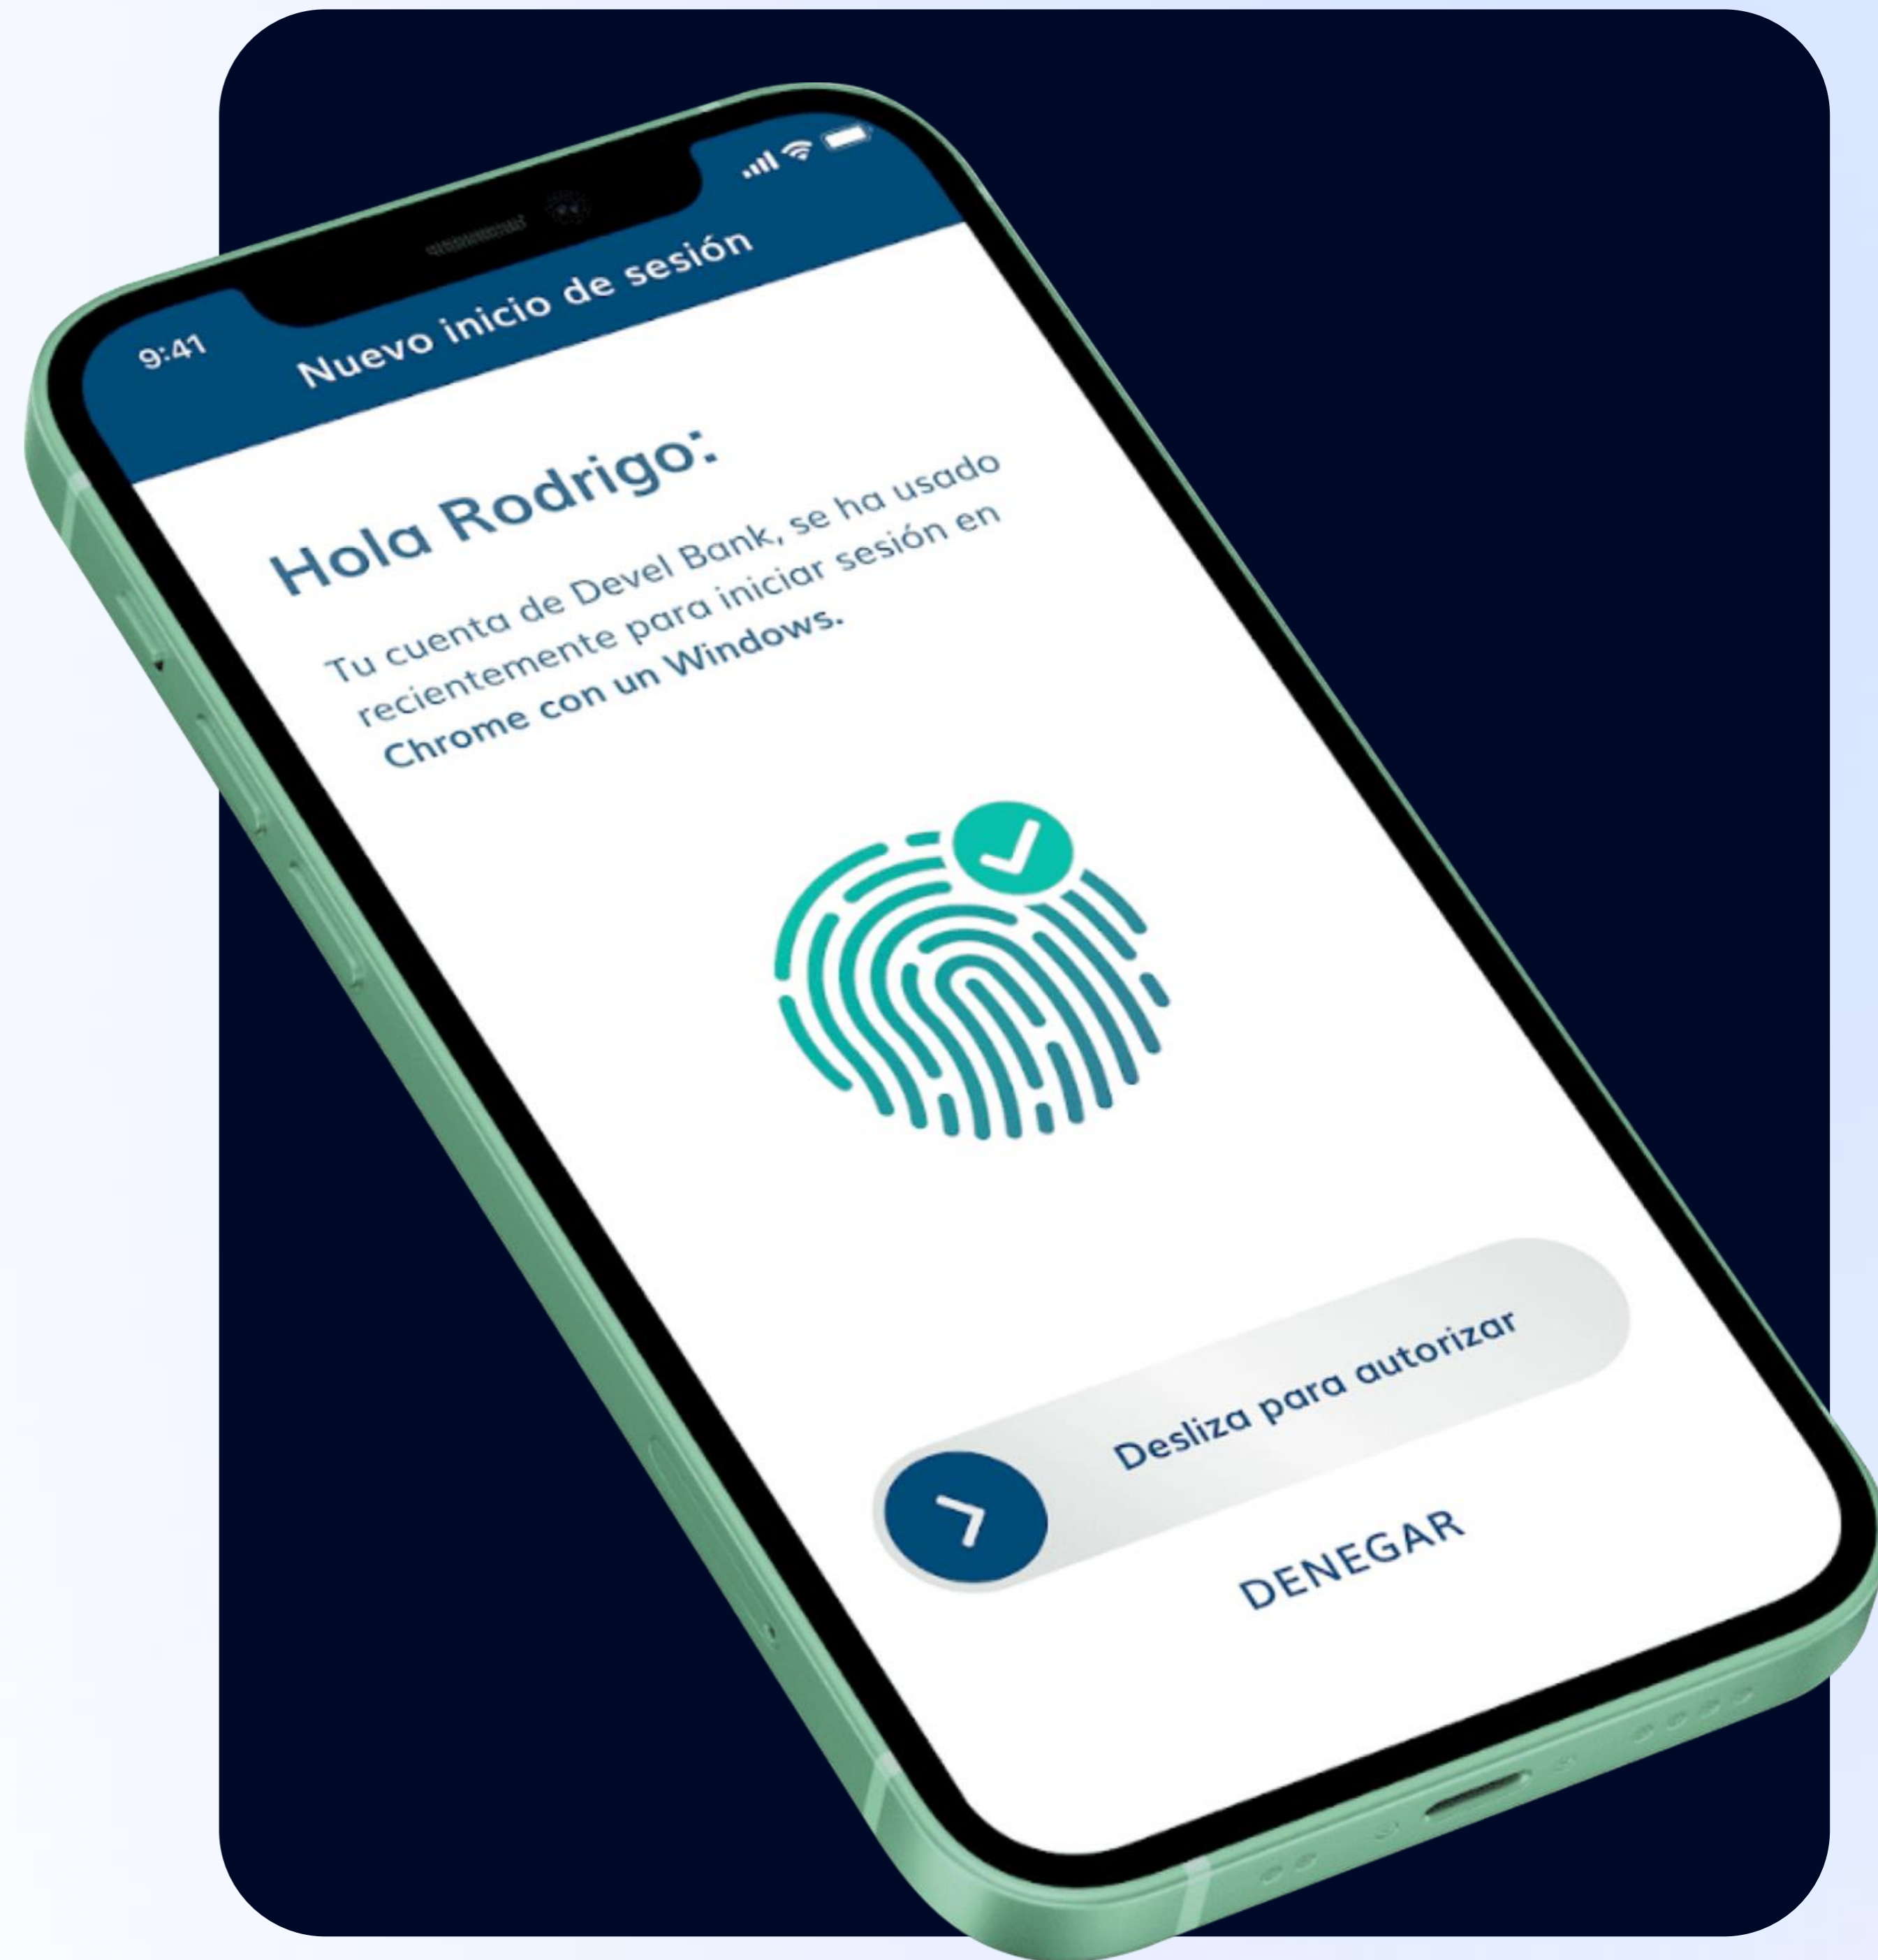 9:41
Nuevo inicio de sesión
Hola Rodrigo:
Tu cuenta de Devel Bank, se ha usado
recientemente para iniciar sesión en
Chrome con un Windows.
Desliza para autorizar
DENEGAR